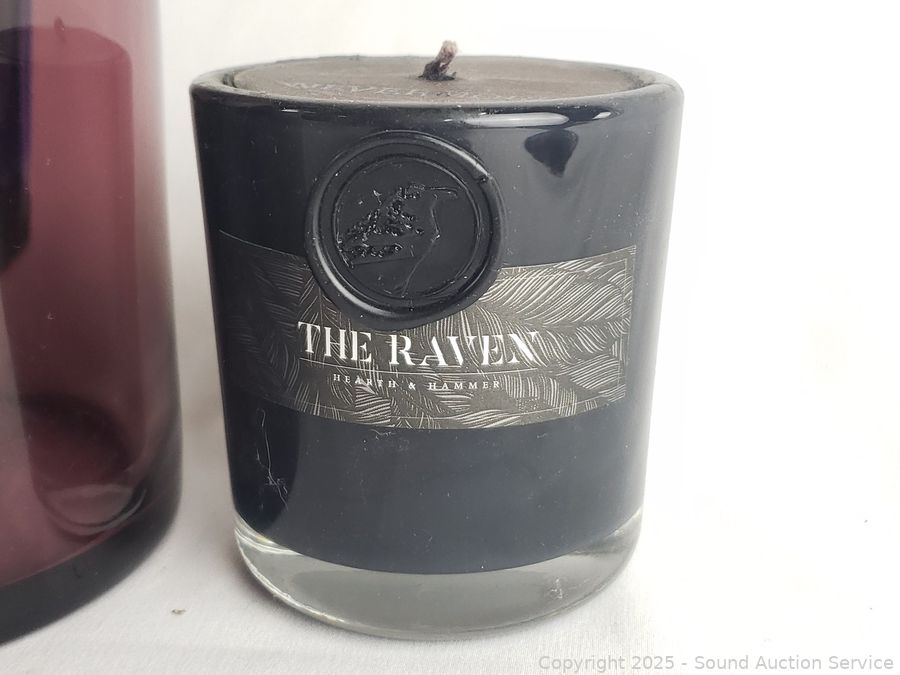 THE RAVEN
HEARTH & HAMMER
Copyright 2025 - Sound Auction Service